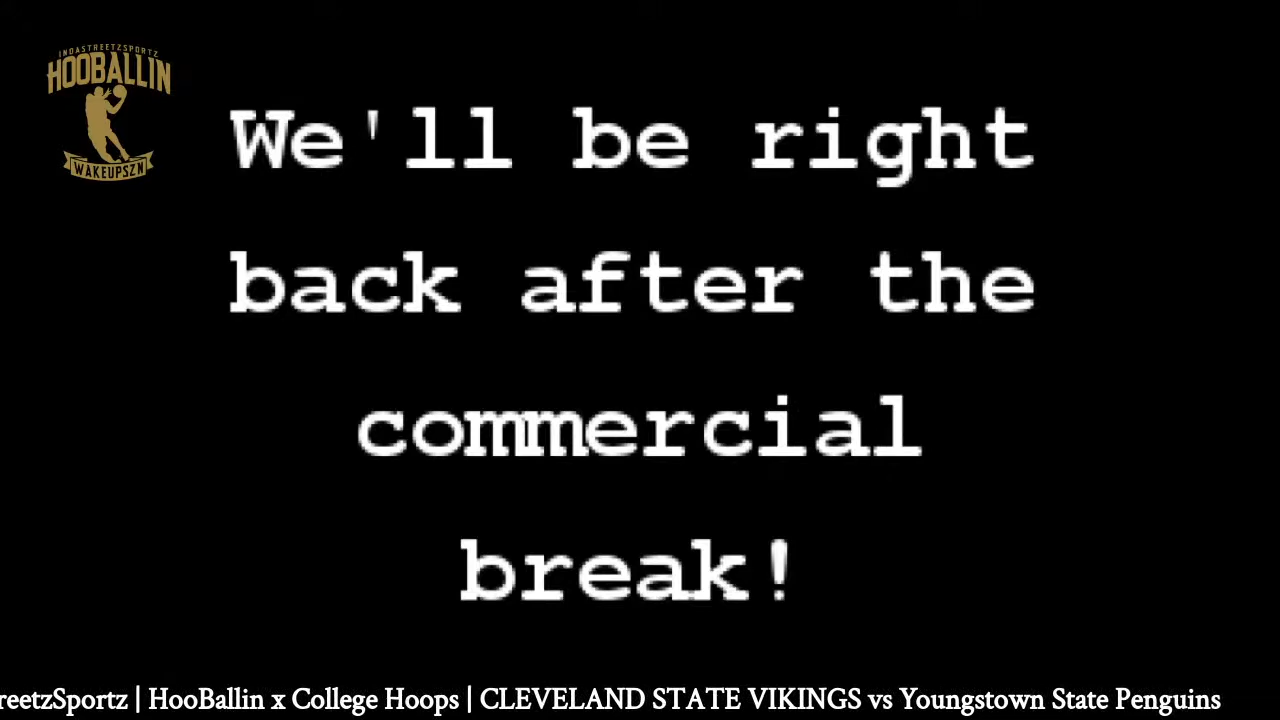 INDASTREETZSPORTZ
HOOBALLIN
WAKEUPSZN
We'll be right
back after the
commercial
break!
reetzSportz | HooBallin x College Hoops | CLEVELAND STATE VIKINGS vs Youngstown State Penguins